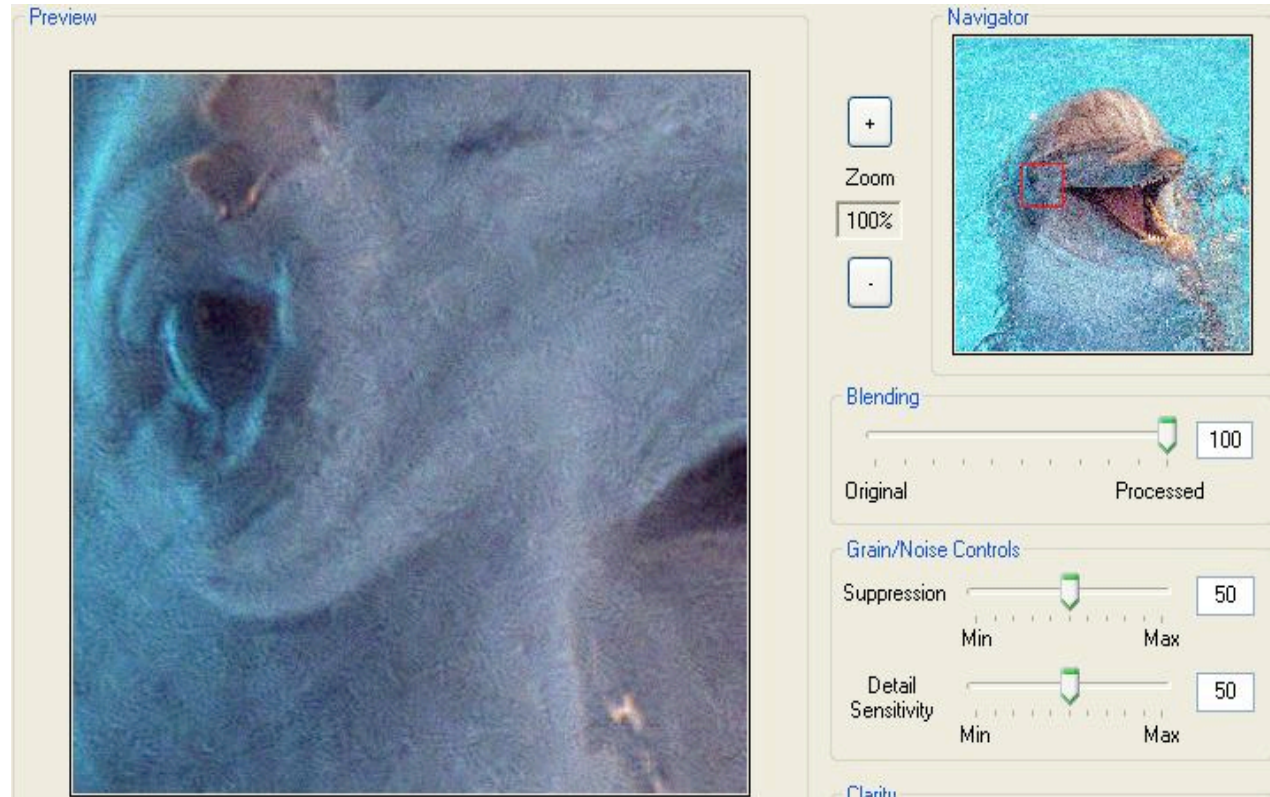 Preview
Navigator
+
Zoom
100%
-
Blending
100
Original Processed
Grain/Noise Controls
Suppression 50
Min Max
Detail
Sensitivity 50
Min Max
Clarity